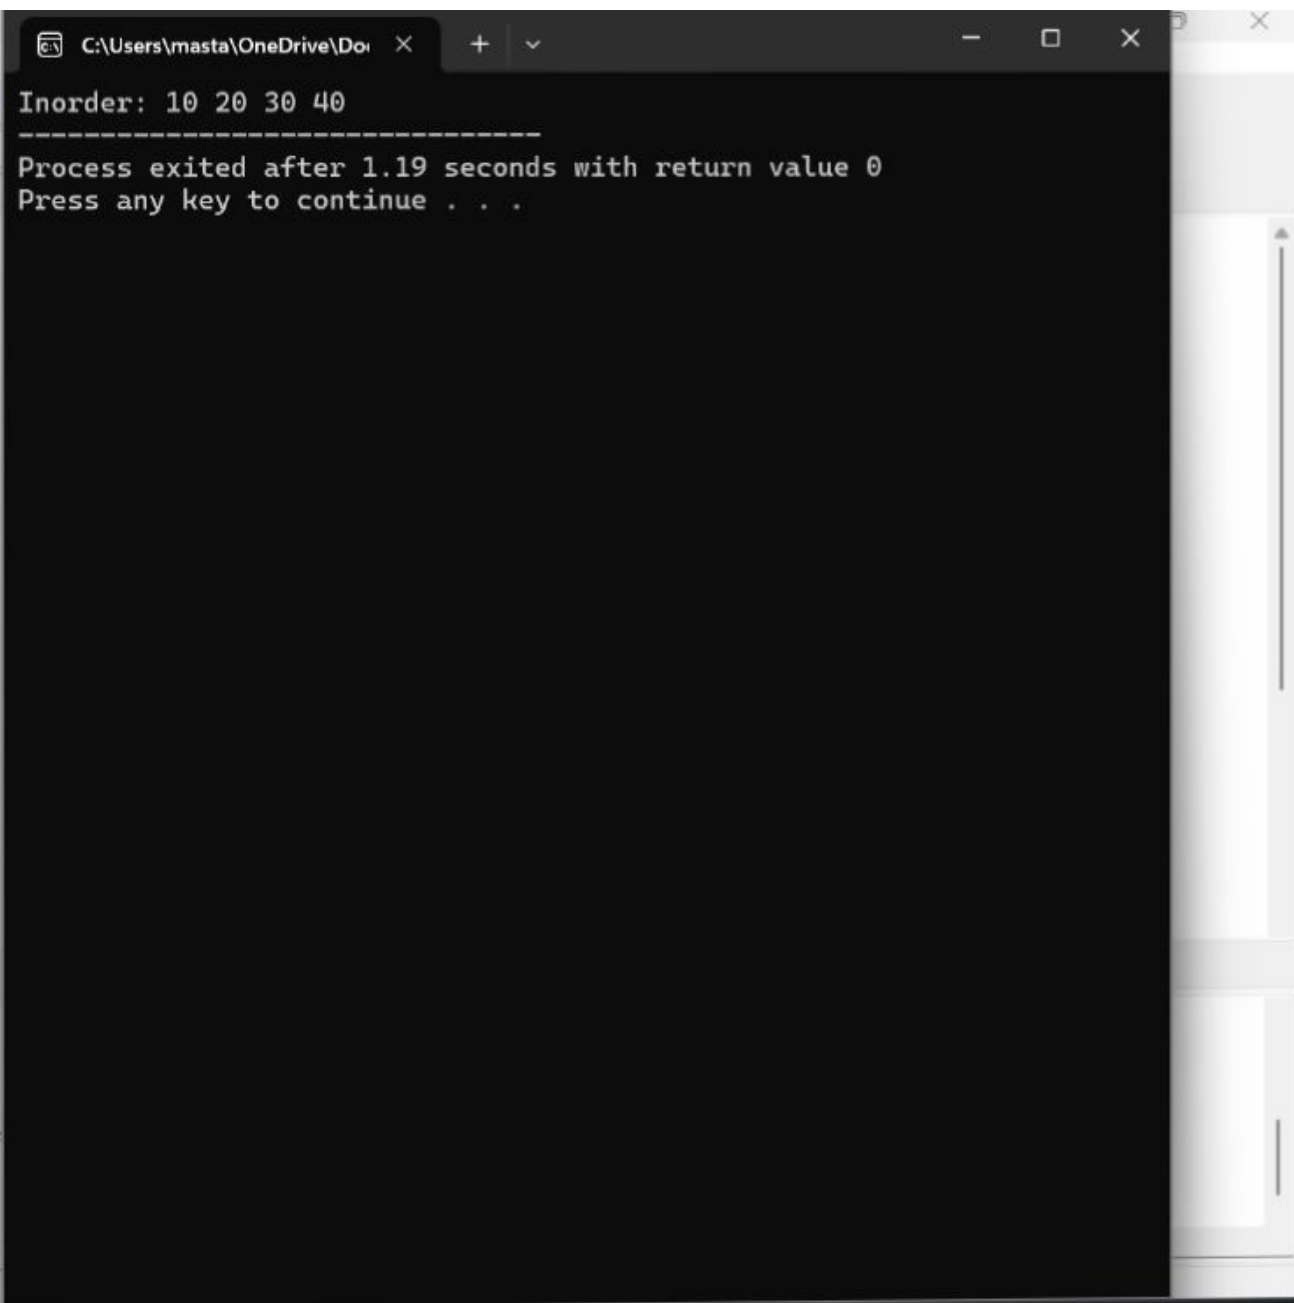 C:\Users\masta\OneDrive\Do
Inorder: 10 20 30 40
--------------------------------
Process exited after 1.19 seconds with return value 0
Press any key to continue . . .